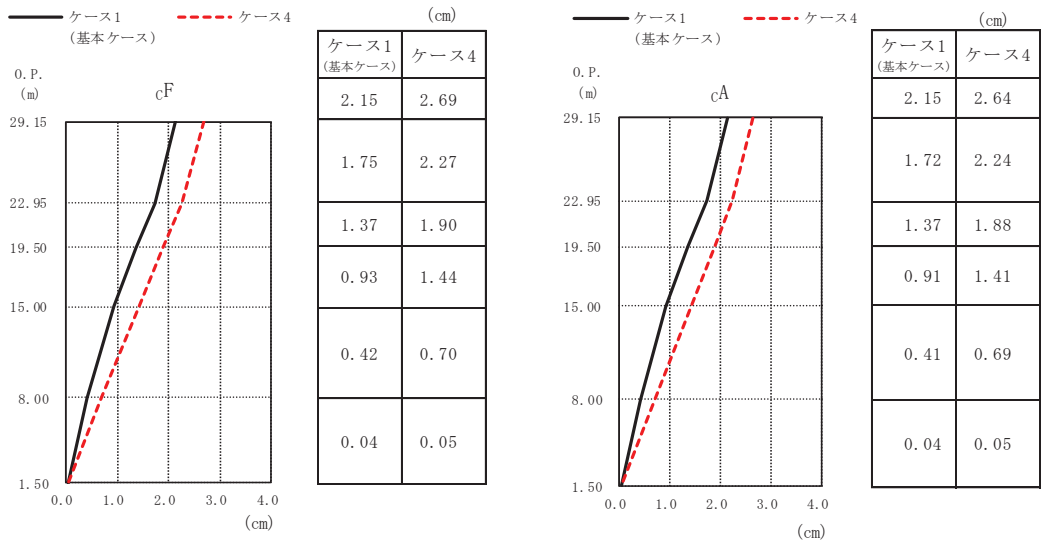 ケース1 ケース4 (cm)
(基本ケース)
ケース1 ケース4
(基本ケース)
O.P.
(m)
CF
2.15 2.69
29.15
1.75 2.27
22.95
1.37 1.90
19.50
0.93 1.44
15.00
0.42 0.70
8.00
0.04 0.05
1.50
0.0 1.0 2.0 3.0 4.0
(cm)
ケース1 ケース4 (cm)
(基本ケース)
ケース1 ケース4
(基本ケース)
O.P.
(m)
CA
2.15 2.64
29.15
1.72 2.24
22.95
1.37 1.88
19.50
0.91 1.41
15.00
0.41 0.69
8.00
0.04 0.05
1.50
0.0 1.0 2.0 3.0 4.0
(cm)